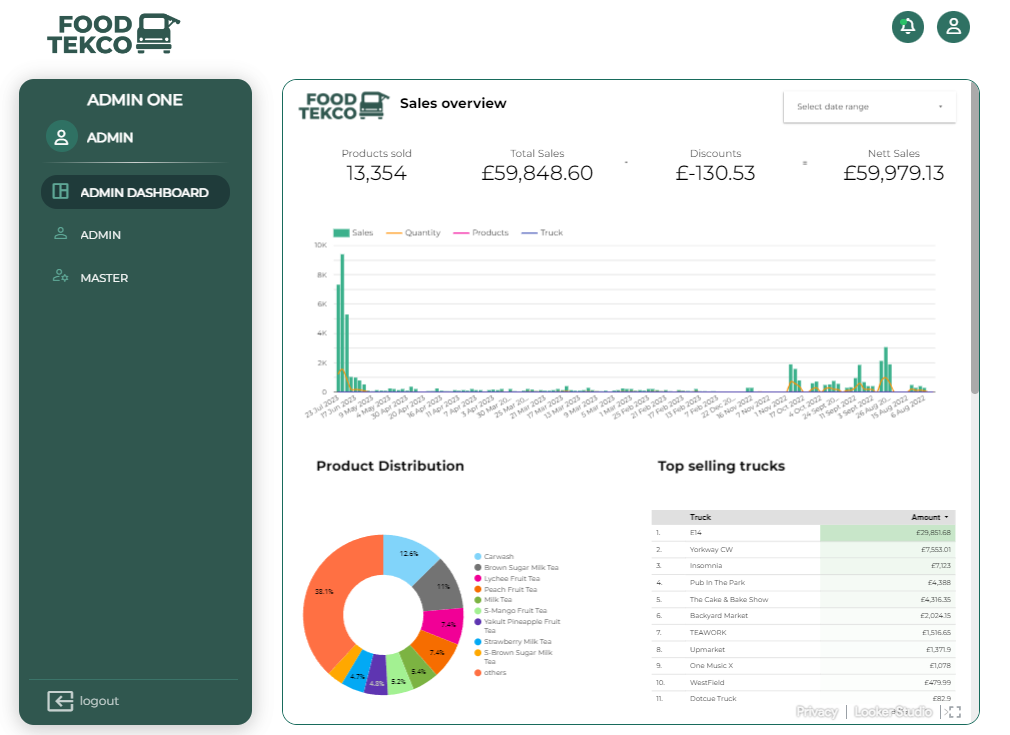 FOOD
TEKCO
ADMIN ONE
ADMIN
ADMIN DASHBOARD
ADMIN
MASTER
logout
FOOD
TEKCO
Sales overview
Select date range
Products sold
13,354
Total Sales
£59,848.60
-
Discounts
£-130.53
=
Nett Sales
£59,979.13
Sales Quantity Products Truck
10K
8K
6K
4K
2K
0
23 Jul 2023
17 Jun 2023
9 May 2023
4 May 2023
30 Apr 2023
20 Apr 2023
16 Apr 2023
11 Apr 2023
7 Apr 2023
3 Apr 2023
30 Mar 20...
25 Mar 20...
21 Mar 2023
17 Mar 2023
13 Mar 2023
9 Mar 2023
5 Mar 2023
1 Mar 2023
25 Feb 2023
21 Feb 2023
17 Feb 2023
13 Feb 2023
7 Feb 2023
22 Dec 20...
16 Nov 2022
7 Nov 2022
1 Nov 2022
17 Oct 2022
4 Oct 2022
24 Sept 20...
11 Sept 2022
3 Sept 2022
26 Aug 20...
15 Aug 2022
6 Aug 2022
Product Distribution
12.6%
11%
7.4%
7.4%
5.4%
5.2%
4.8%
4.7%
38.1%
Carwash
Brown Sugar Milk Tea
Lychee Fruit Tea
Peach Fruit Tea
Milk Tea
S-Mango Fruit Tea
Yakult Pineapple Fruit
Tea
Strawberry Milk Tea
S-Brown Sugar Milk
Tea
others
Top selling trucks
Truck Amount
1. E14 £29,851.68
2. Yorkway CW £7,553.01
3. Insomnia £7,123
4. Pub In The Park £4,388
5. The Cake & Bake Show £4,316.35
6. Backyard Market £2,024.15
7. TEAWORK £1,516.65
8. Upmarket £1,371.9
9. One Music X £1,078
10. WestField £479.99
11. Dotcue Truck £82.9
Privacy Looker Studio